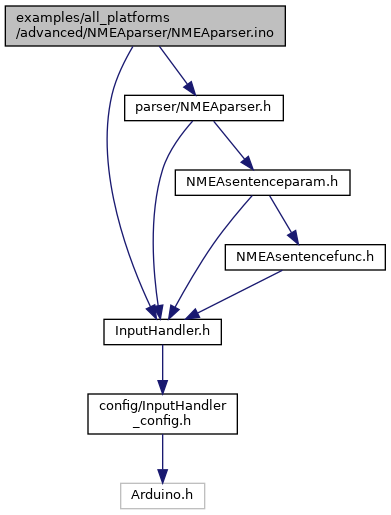 examples/all_platforms
/advanced/NMEAparser/NMEAparser.ino
parser/NMEAparser.h
NMEAsentenceparam.h
NMEAsentencefunc.h
InputHandler.h
config/InputHandler
_config.h
Arduino.h